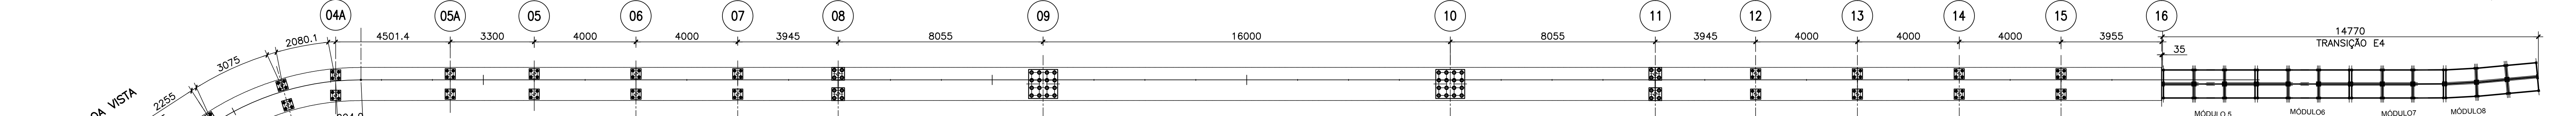 04A 05A 05 06 07 08 09 10 11 12 13 14 15 16
2255 3075 2080.1 4501.4 3300 4000 4000 3945 8055 16000 8055 3945 4000 4000 4000 3955 14770
TRANSIÇÃO E4
35
VISTA
MÓDULO 5 MÓDULO6 MÓDULO7 MÓDULO8